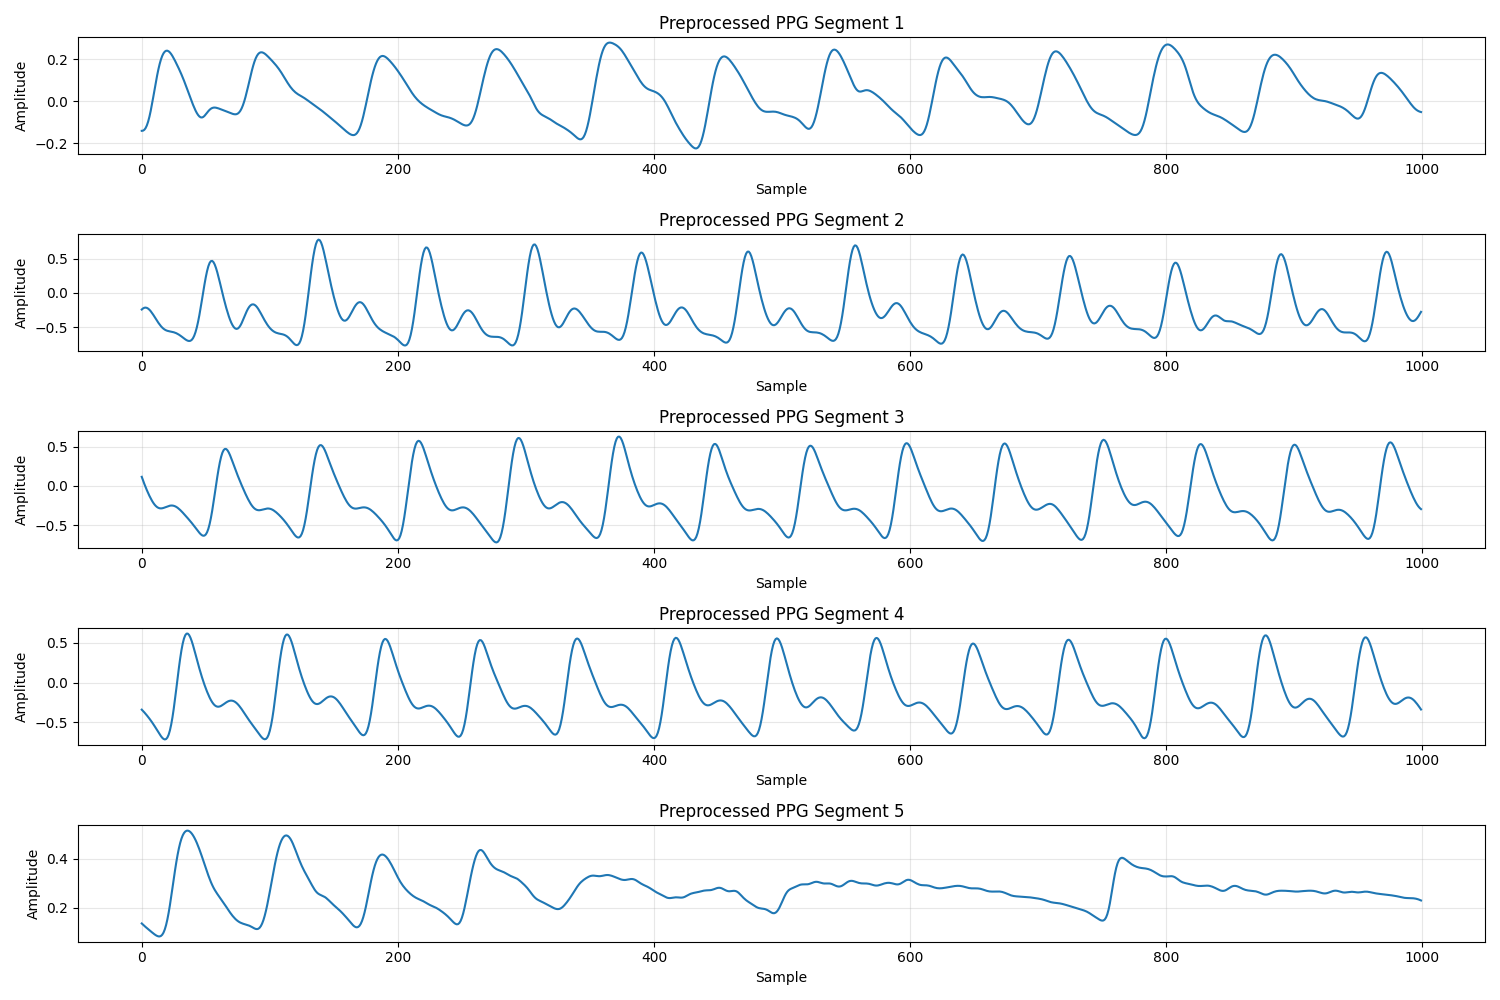 Preprocessed PPG Segment 1
Amplitude
0.2
0.0
−0.2
0 200 400 600 800 1000
Sample
Preprocessed PPG Segment 2
Amplitude
0.5
0.0
−0.5
0 200 400 600 800 1000
Sample
Preprocessed PPG Segment 3
Amplitude
0.5
0.0
−0.5
0 200 400 600 800 1000
Sample
Preprocessed PPG Segment 4
Amplitude
0.5
0.0
−0.5
0 200 400 600 800 1000
Sample
Preprocessed PPG Segment 5
Amplitude
0.4
0.2
0 200 400 600 800 1000
Sample